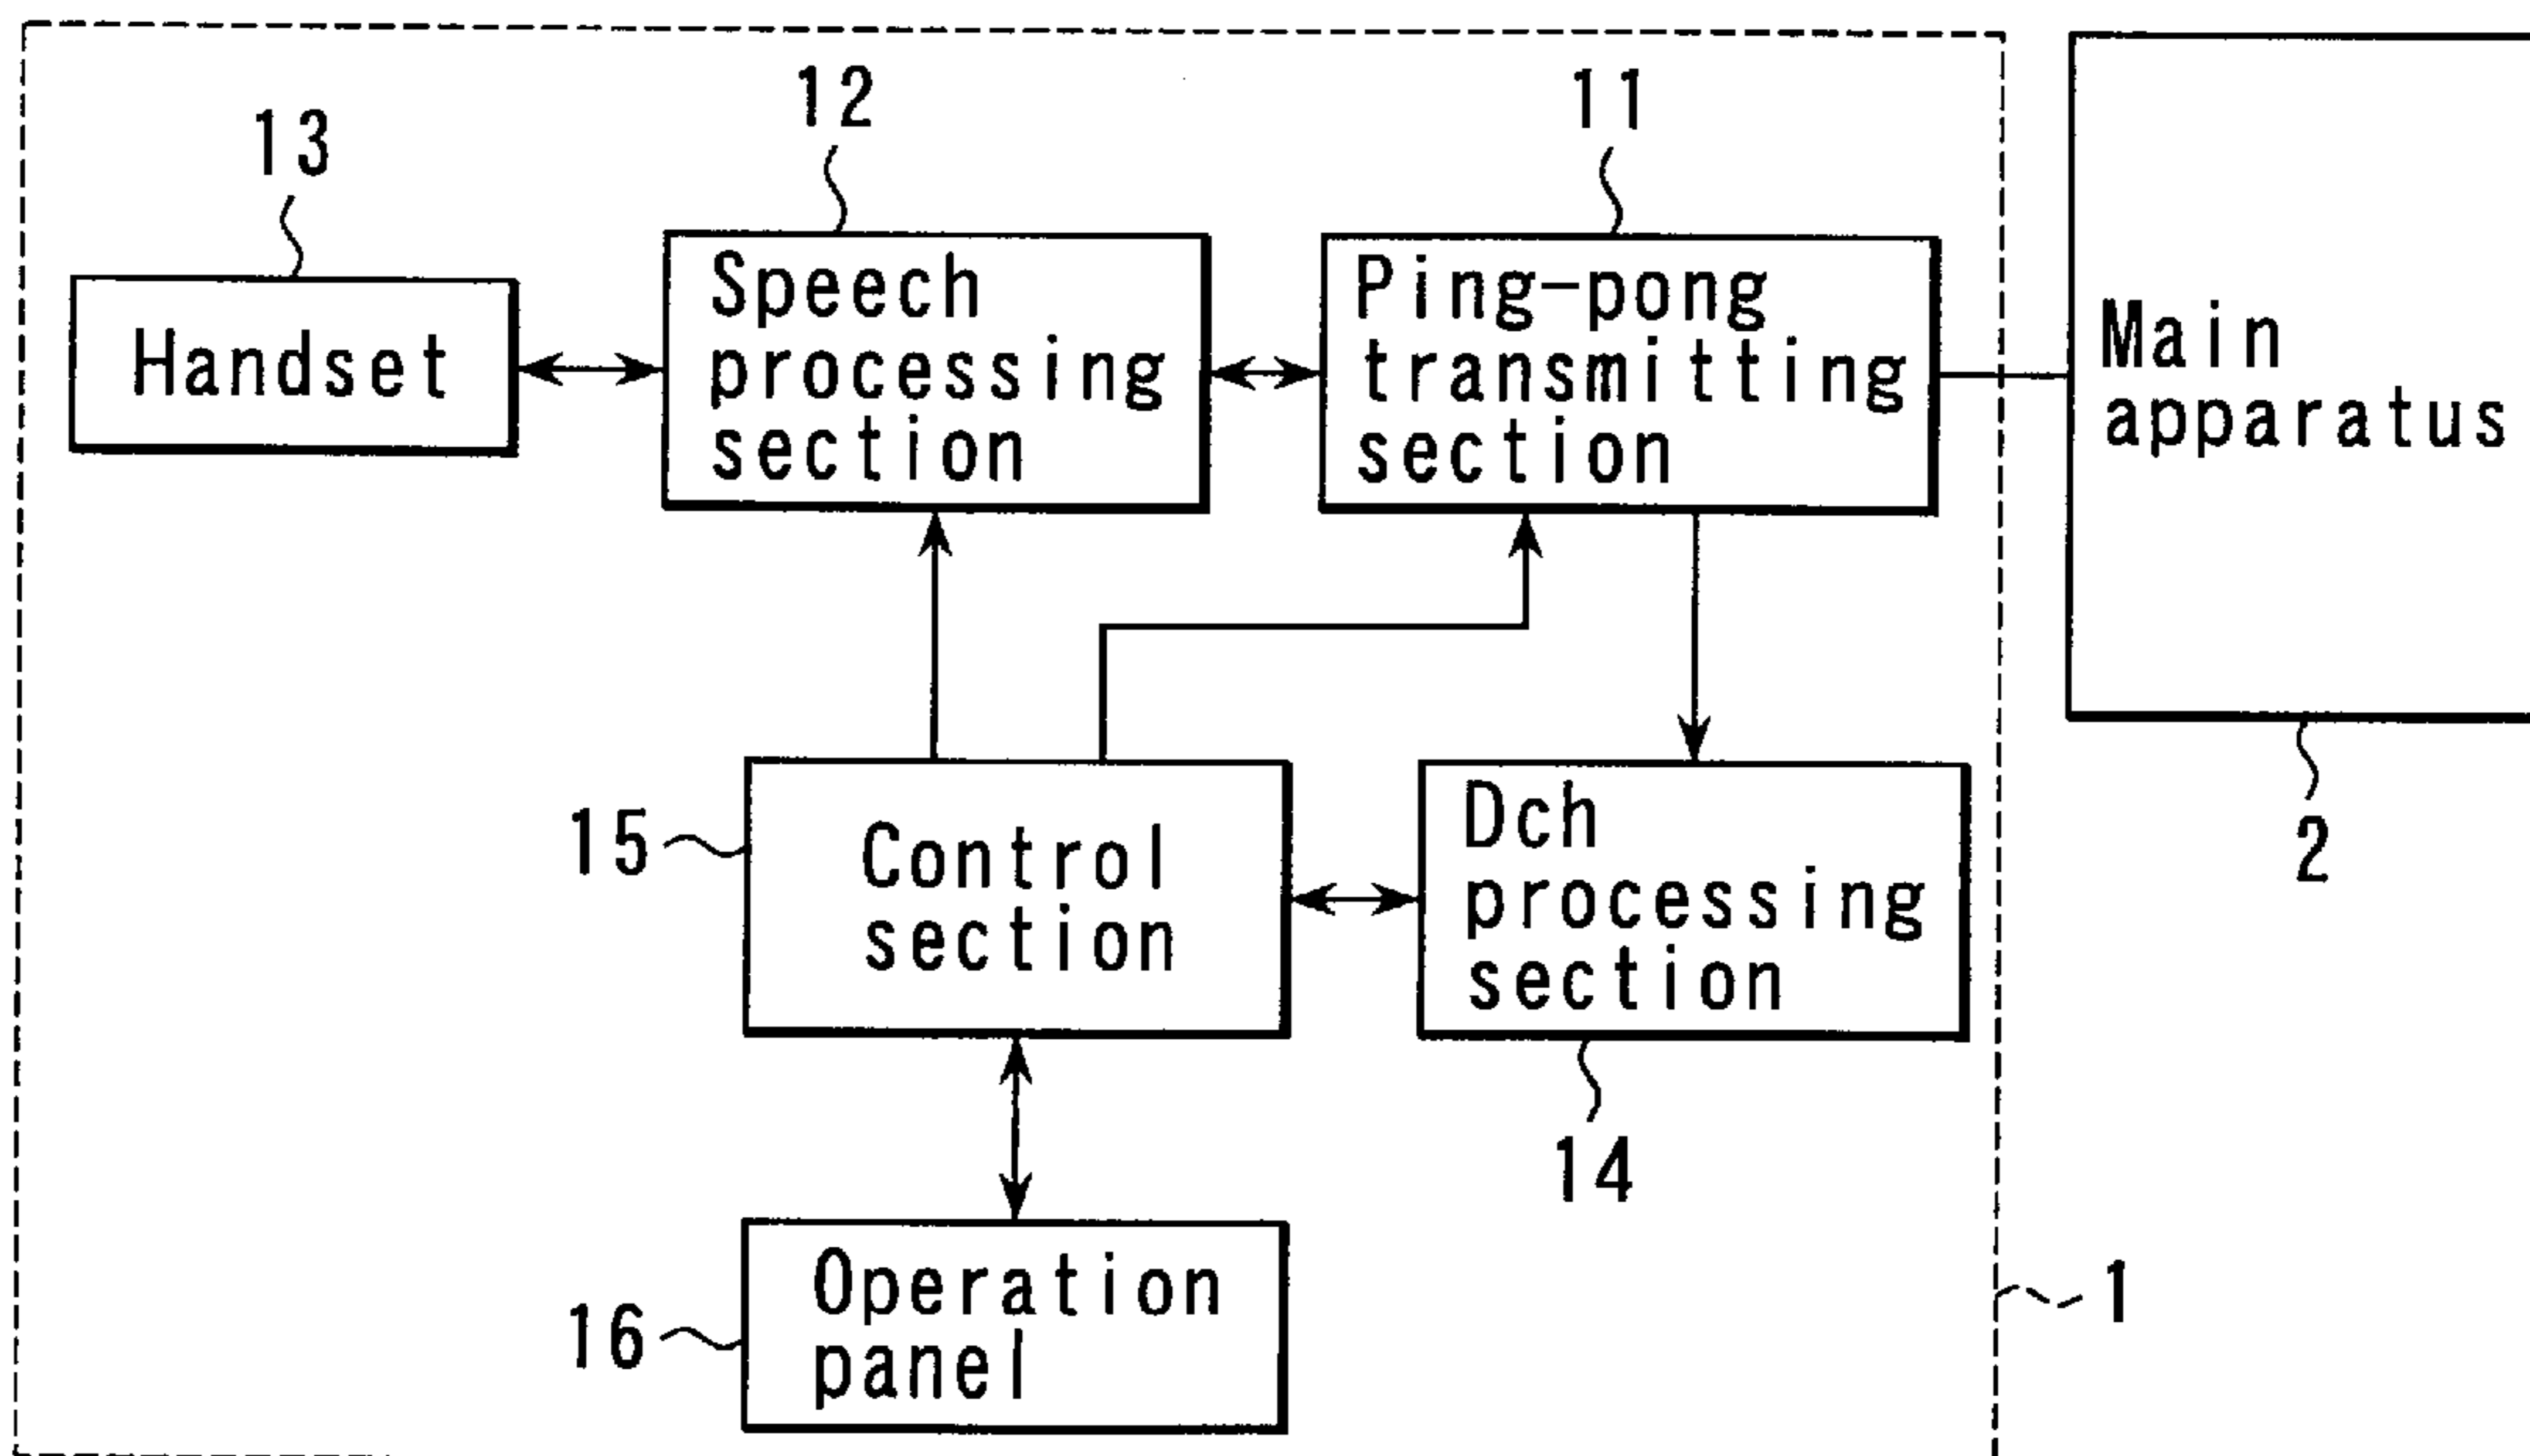 12
11
13
Speech
processing
section
Ping-pong
transmitting
section
Handset
Main
apparatus
15
Control
section
Dch
processing
section
2
14
16
Operation
panel
1